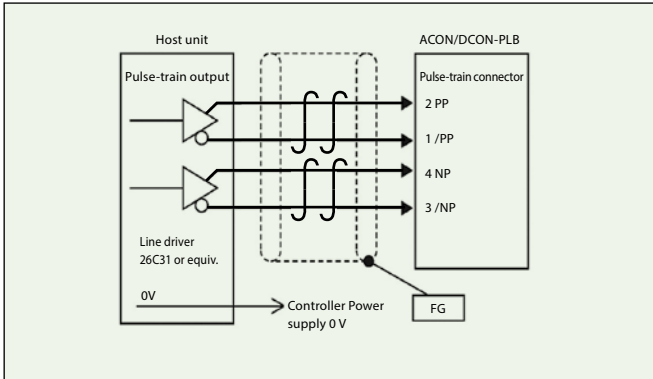 Host unit
ACON/DCON-PLB
Pulse-train output
Pulse-train connector
2 PP
1 /PP
4 NP
3 /NP
Line driver
26C31 or equiv.
0V
Controller Power
supply 0 V
FG